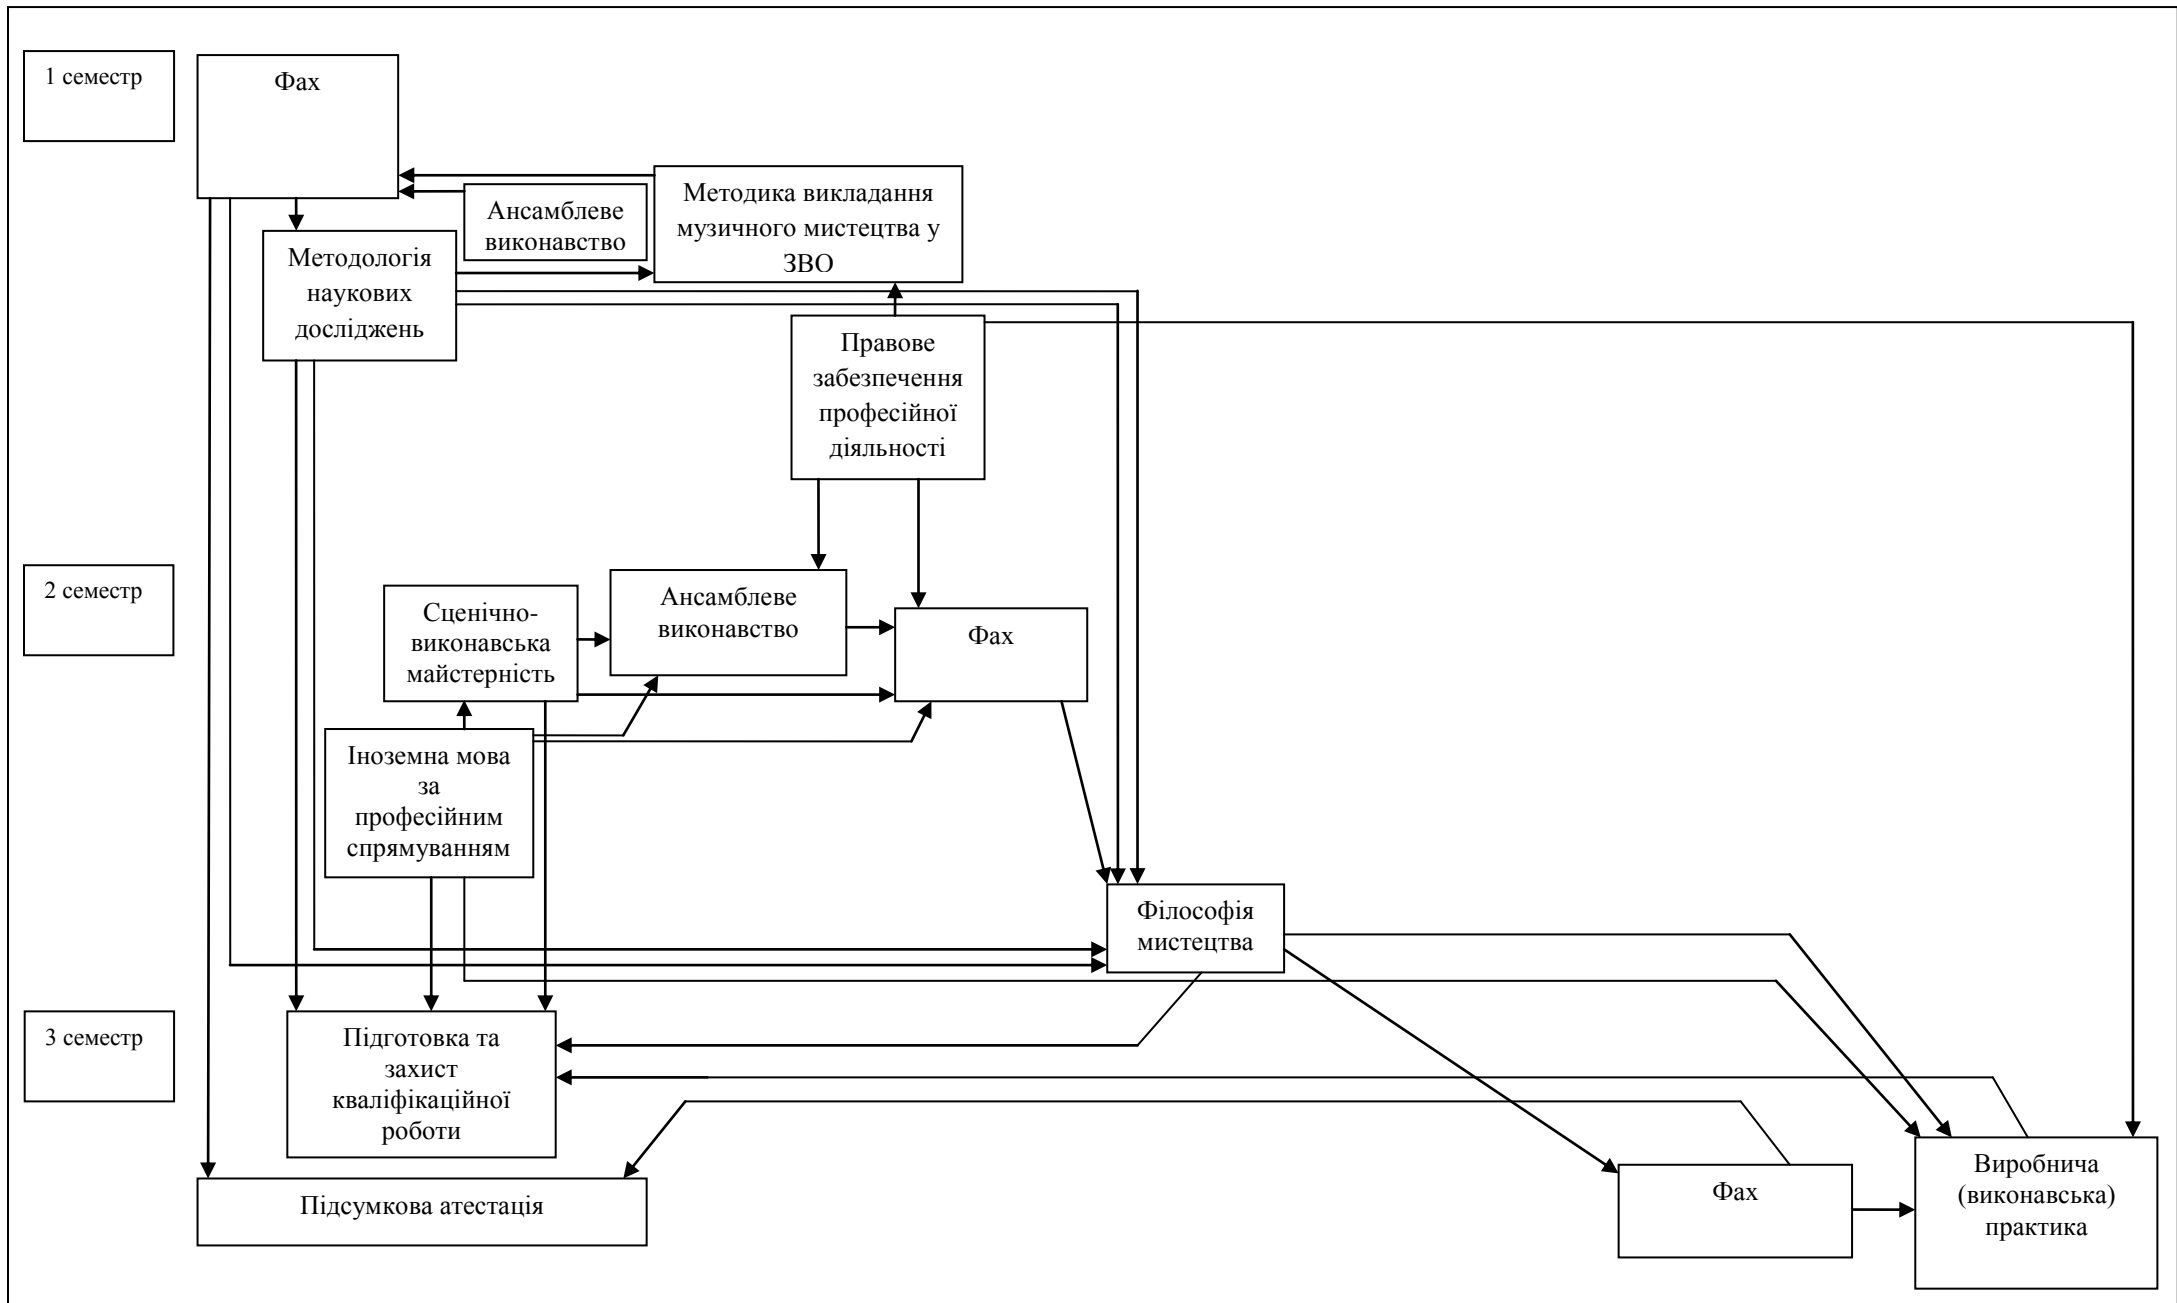 1 семестр
Фах
Методика викладання
музичного мистецтва у
ЗВО
Ансамблеве
виконавство
Методологія
наукових
досліджень
Правове
забезпечення
професійної
діяльності
2 семестр
Сценічно-
виконавська
майстерність
Ансамблеве
виконавство
Фах
Іноземна мова
за
професійним
спрямуванням
Філософія
мистецтва
3 семестр
Підготовка та
захист
кваліфікаційної
роботи
Підсумкова атестація
Фах
Виробнича
(виконавська)
практика